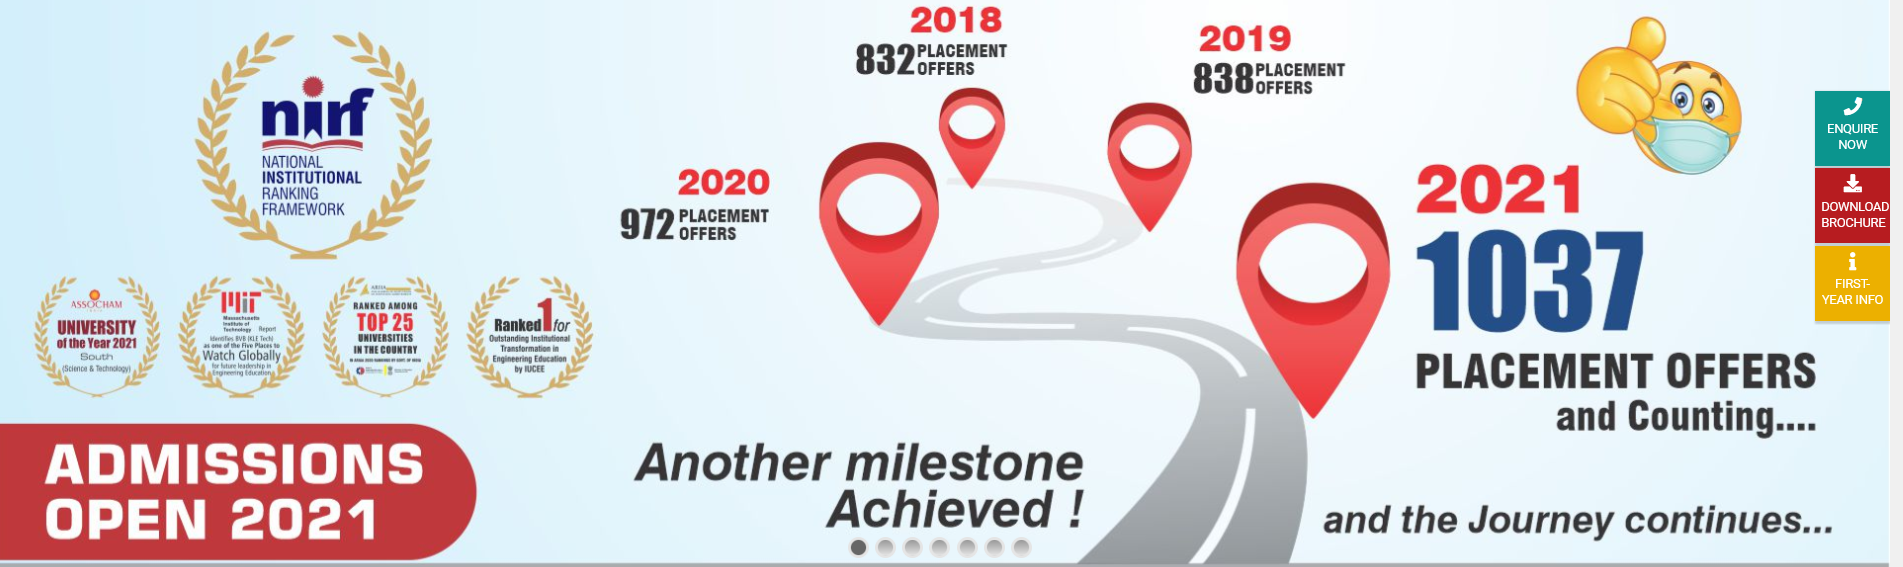 nirf
NATIONAL
INSTITUTIONAL
RANKING
FRAMEWORK
ASSOCHAM
UNIVERSITY
of the Year 2021
South
(Science & Technology)
MIT
Massachusetts
Institute of
Technology Report
Identifies BVB (KLE Tech)
as one of the Five Places to
Watch Globally
for future leadership in
Engineering Education
RANKED AMONG
TOP 25
UNIVERSITIES
IN THE COUNTRY
Ranked 1 for
Outstanding Institutional
Transformation in
Engineering Education
by IUCEE
ADMISSIONS
OPEN 2021
2018
832 PLACEMENT
OFFERS
2019
838 PLACEMENT
OFFERS
2020
972 PLACEMENT
OFFERS
2021
1037
PLACEMENT OFFERS
and Counting....
Another milestone
Achieved !
and the Journey continues...
ENQUIRE
NOW
DOWNLOAD
BROCHURE
FIRST-
YEAR INFO